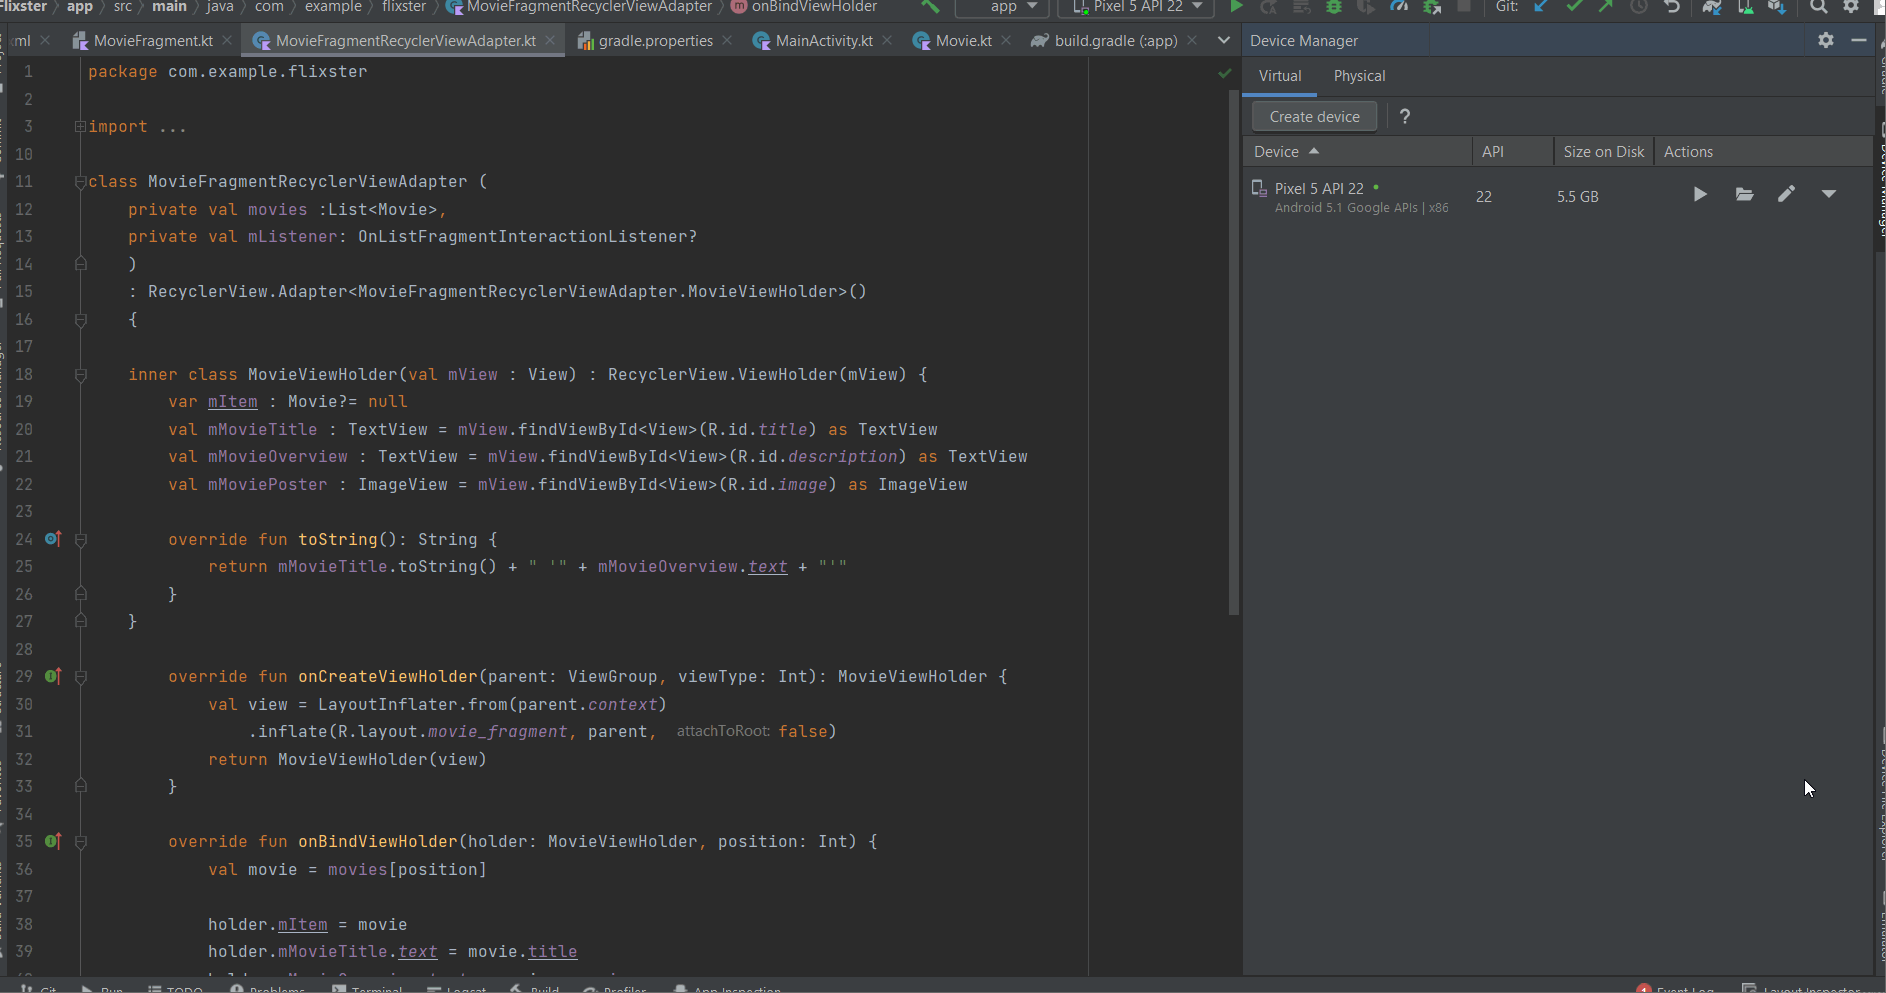 Flixster app src main java com example flixster MovieFragmentRecyclerViewAdapter onBindViewHolder app Pixel 5 API 22 Git:
MovieFragment.kt MovieFragmentRecyclerViewAdapter.kt gradle.properties MainActivity.kt Movie.kt build.gradle (:app)
1 package com.example.flixster
2
3 import ...
10
11 class MovieFragmentRecyclerViewAdapter (
12 private val movies :List<Movie>,
13 private val mListener: OnListFragmentInteractionListener?
14 )
15 : RecyclerView.Adapter<MovieFragmentRecyclerViewAdapter.MovieViewHolder>()
16 {
17
18 inner class MovieViewHolder(val mView : View) : RecyclerView.ViewHolder(mView) {
19 var mItem : Movie?= null
20 val mMovieTitle : TextView = mView.findViewById<View>(R.id.title) as TextView
21 val mMovieOverview : TextView = mView.findViewById<View>(R.id.description) as TextView
22 val mMoviePoster : ImageView = mView.findViewById<View>(R.id.image) as ImageView
23
24 override fun toString(): String {
25 return mMovieTitle.toString() + " '" + mMovieOverview.text + "'"
26 }
27 }
28
29 override fun onCreateViewHolder(parent: ViewGroup, viewType: Int): MovieViewHolder {
30 val view = LayoutInflater.from(parent.context)
31 .inflate(R.layout.movie_fragment, parent, attachToRoot: false)
32 return MovieViewHolder(view)
33 }
34
35 override fun onBindViewHolder(holder: MovieViewHolder, position: Int) {
36 val movie = movies[position]
37
38 holder.mItem = movie
39 holder.mMovieTitle.text = movie.title
Device Manager
Virtual Physical
Create device ?
Device API Size on Disk Actions
Pixel 5 API 22 22 5.5 GB
Android 5.1 Google APIs | x86
Git Run TODO Problems Terminal Logcat Build Profiler App Inspection Event Log Layout Inspector